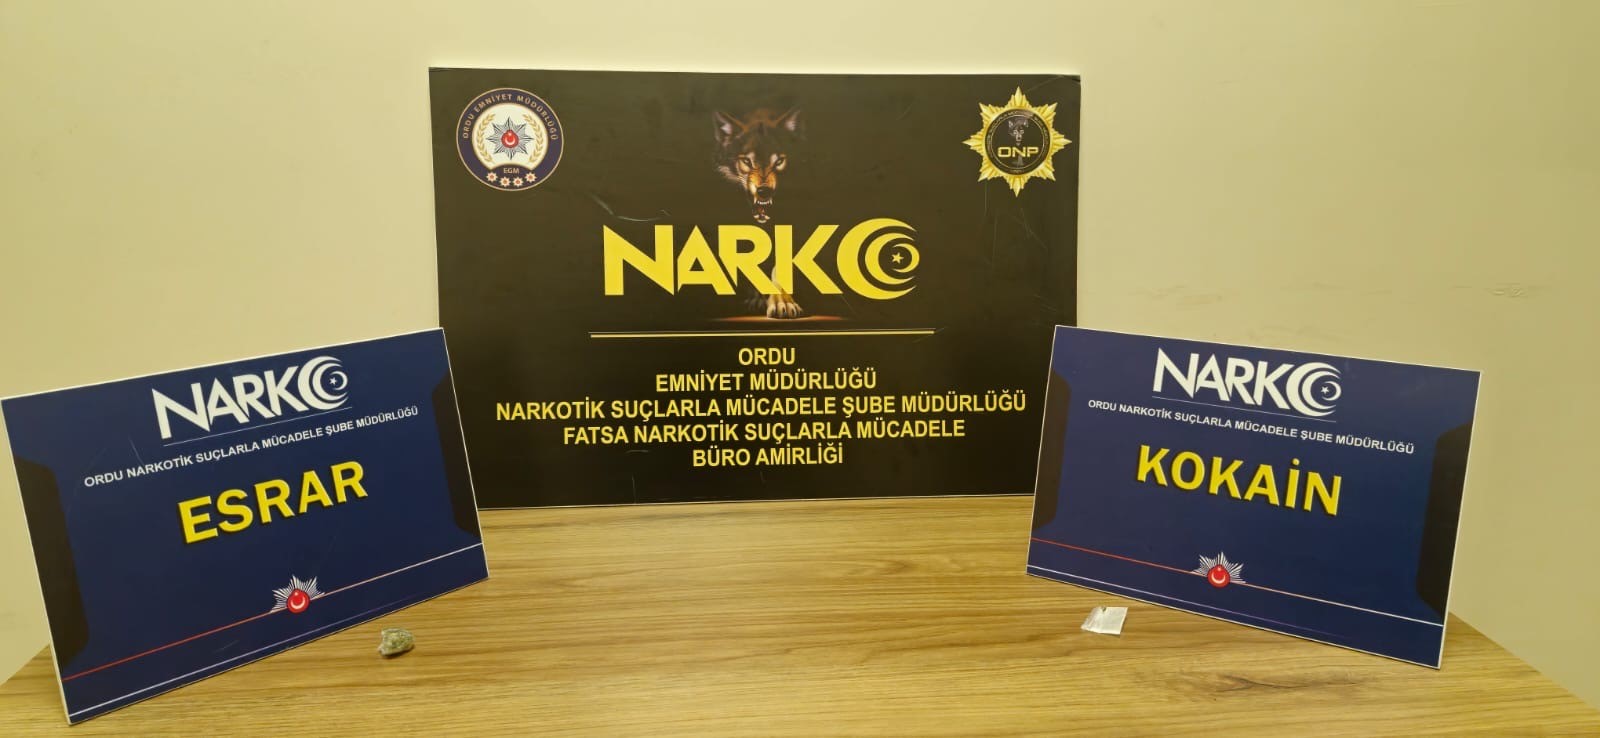 ORDU EMNİYET MÜDÜRLÜĞÜ
EGM
ONP
NARKO
ORDU
EMNİYET MÜDÜRLÜĞÜ
NARKOTİK SUÇLARLA MÜCADELE ŞUBE MÜDÜRLÜĞÜ
FATSA NARKOTİK SUÇLARLA MÜCADELE
BÜRO AMİRLİĞİ
NARKO
ORDU NARKOTİK SUÇLARLA MÜCADELE ŞUBE MÜDÜRLÜĞÜ
ESRAR
NARKO
ORDU NARKOTİK SUÇLARLA MÜCADELE ŞUBE MÜDÜRLÜĞÜ
KOKAİN